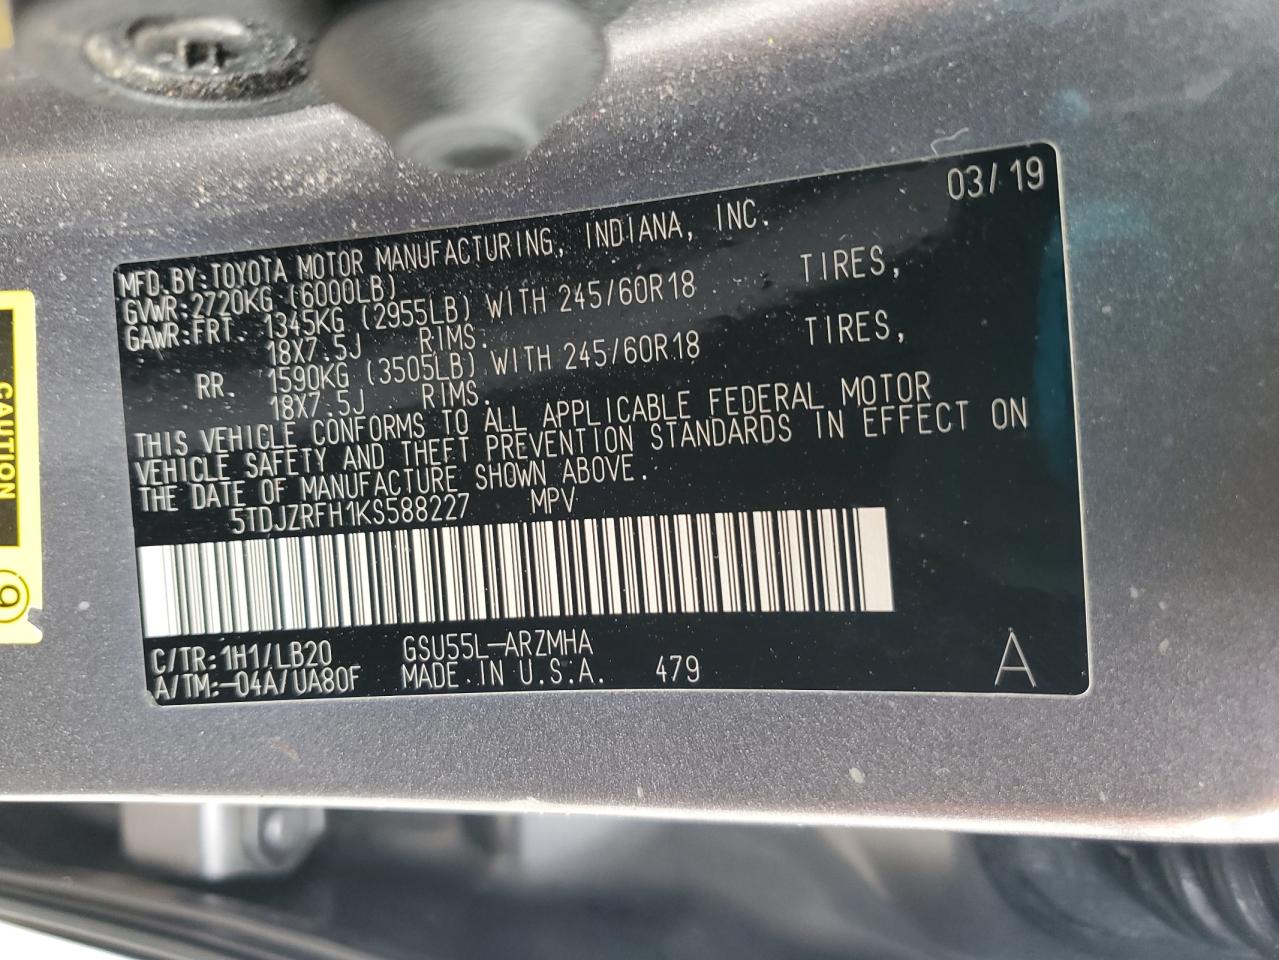 03/19
MFD.BY:TOYOTA MOTOR MANUFACTURING, INDIANA, INC.
GVWR:2720KG (6000LB)
GAWR:FRT. 1345KG (2955LB) WITH 245/60R18 TIRES,
18X7.5J RIMS.
RR. 1590KG (3505LB) WITH 245/60R18 TIRES,
18X7.5J RIMS.
THIS VEHICLE CONFORMS TO ALL APPLICABLE FEDERAL MOTOR
VEHICLE SAFETY AND THEFT PREVENTION STANDARDS IN EFFECT ON
THE DATE OF MANUFACTURE SHOWN ABOVE.
5TDJZRFH1KS588227 MPV
C/TR:1H1/LB20 GSU55L-ARZMHA
A/TM:-04A/UA80F MADE IN U.S.A. 479
A
CAUTION
9